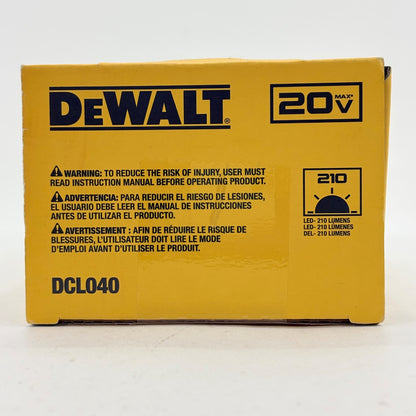 DEWALT®
20V MAX*
⚠ WARNING: TO REDUCE THE RISK OF INJURY, USER MUST
READ INSTRUCTION MANUAL BEFORE OPERATING PRODUCT.
⚠ ADVERTENCIA: PARA REDUCIR EL RIESGO DE LESIONES,
EL USUARIO DEBE LEER EL MANUAL DE INSTRUCCIONES
ANTES DE UTILIZAR EL PRODUCTO.
⚠ AVERTISSEMENT : AFIN DE RÉDUIRE LE RISQUE DE
BLESSURES, L'UTILISATEUR DOIT LIRE LE MODE
D'EMPLOI AVANT D'UTILISER LE PRODUIT.
210
LED- 210 LUMENS
LED- 210 LÚMENES
DEL- 210 LUMENS
DCL040